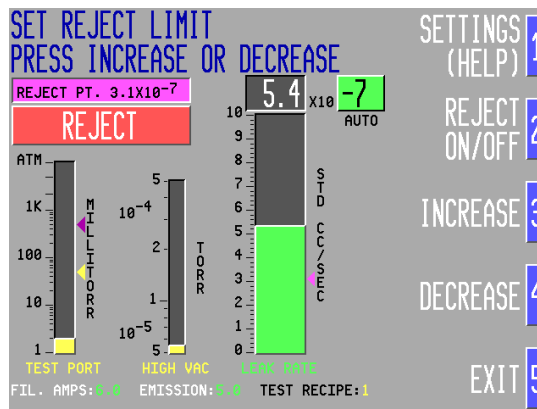 SET REJECT LIMIT
PRESS INCREASE OR DECREASE
REJECT PT. 3.1X10-7
REJECT
5.4 X10 -7
AUTO
ATM
1K
100
10
1
MILLITORR
TEST PORT
5
10-4
2
1
10-5
5
TORR
HIGH VAC
10
9
8
7
6
5
4
3
2
1
0
STD CC/SEC
LEAK RATE
FIL. AMPS:6.0 EMISSION:5.0 TEST RECIPE:1
SETTINGS 1
(HELP)
REJECT 2
ON/OFF
INCREASE 3
DECREASE 4
EXIT 5